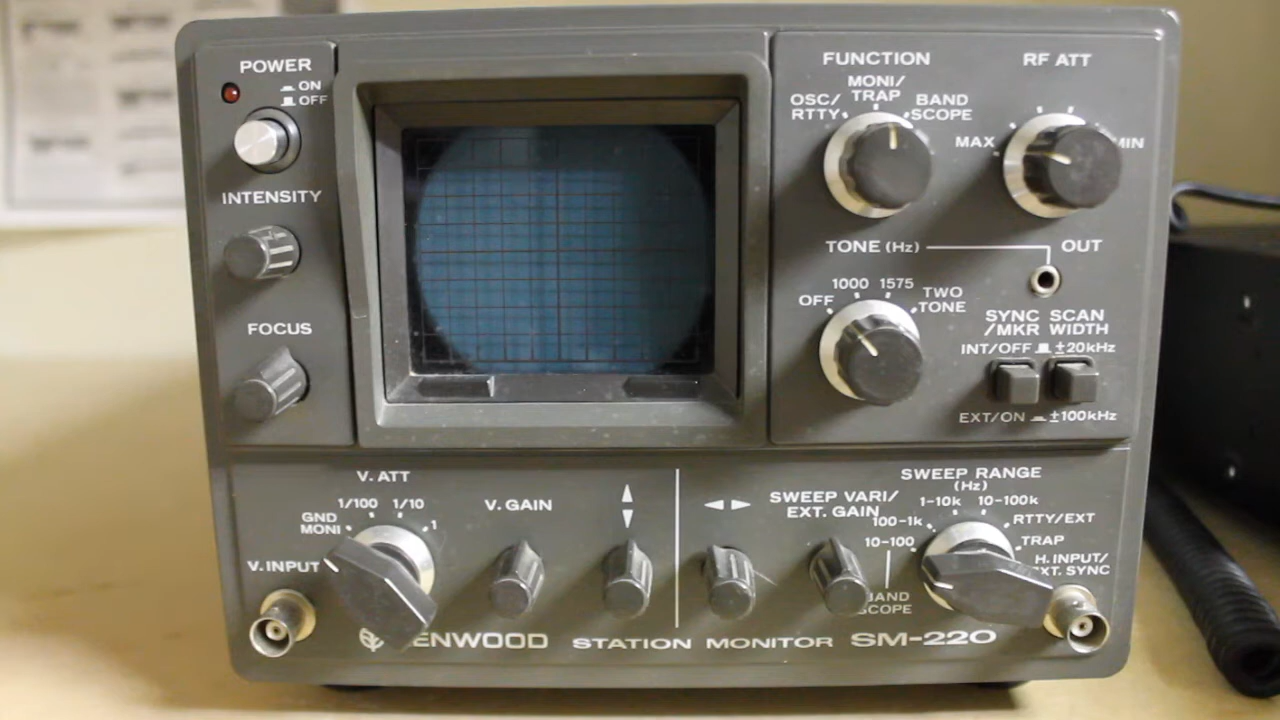 POWER
ON
OFF
INTENSITY
FOCUS
FUNCTION
MONI/
TRAP
OSC/
RTTY
BAND
SCOPE
RF ATT
MAX
MIN
TONE (Hz)
OUT
OFF
1000
1575
TWO
TONE
SYNC SCAN
/MKR WIDTH
INT/OFF ±20kHz
EXT/ON ±100kHz
V. ATT
1/100 1/10
GND
MONI
1
V. INPUT
V. GAIN
SWEEP VARI/
EXT. GAIN
SWEEP RANGE
(Hz)
1-10k 10-100k
100-1k
RTTY/EXT
10-100
TRAP
H. INPUT/
EXT. SYNC
BAND
SCOPE
KENWOOD STATION MONITOR SM-220